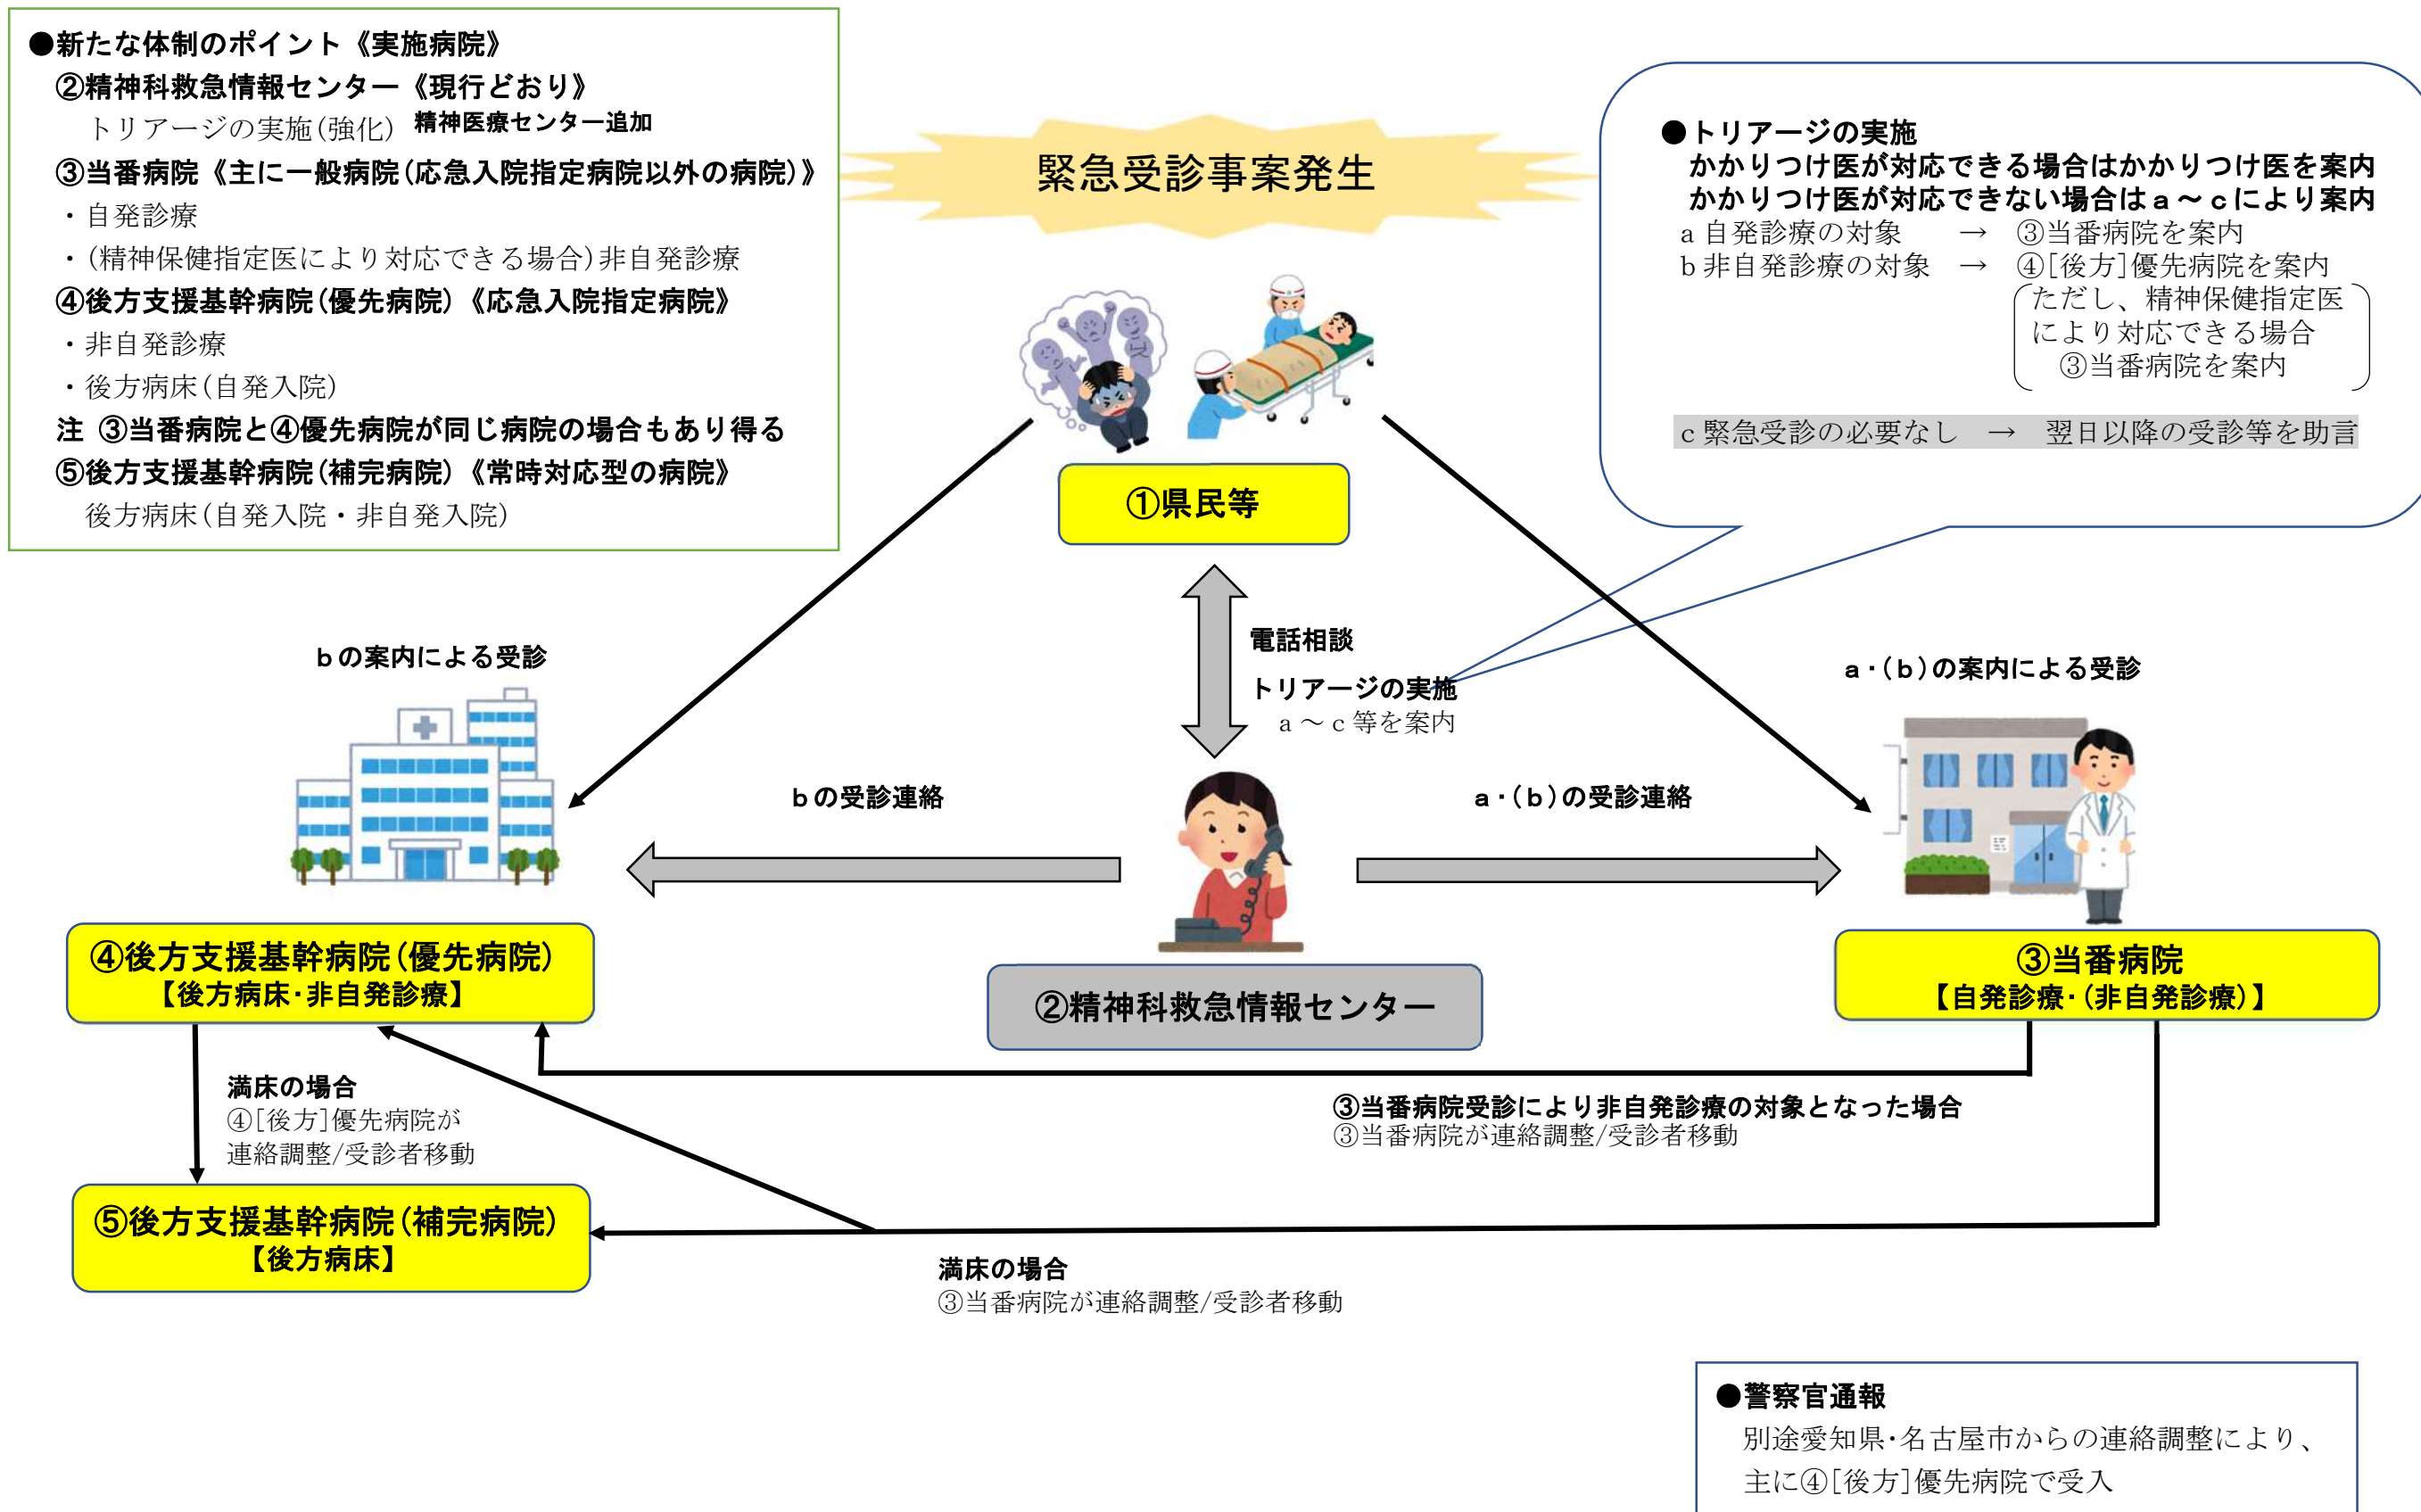 ●新たな体制のポイント《実施病院》
②精神科救急情報センター《現行どおり》
トリアージの実施(強化) 精神医療センター追加
③当番病院《主に一般病院(応急入院指定病院以外の病院)》
・自発診療
・(精神保健指定医により対応できる場合)非自発診療
④後方支援基幹病院(優先病院)《応急入院指定病院》
・非自発診療
・後方病床(自発入院)
注 ③当番病院と④優先病院が同じ病院の場合もあり得る
⑤後方支援基幹病院(補完病院)《常時対応型の病院》
後方病床(自発入院・非自発入院)
緊急受診事案発生
●トリアージの実施
かかりつけ医が対応できる場合はかかりつけ医を案内
かかりつけ医が対応できない場合はa～cにより案内
a 自発診療の対象 → ③当番病院を案内
b 非自発診療の対象 → ④[後方]優先病院を案内
ただし、精神保健指定医
により対応できる場合
③当番病院を案内
c 緊急受診の必要なし → 翌日以降の受診等を助言
①県民等
電話相談
トリアージの実施
a～c等を案内
bの案内による受診
a・(b)の案内による受診
bの受診連絡
a・(b)の受診連絡
④後方支援基幹病院(優先病院)
【後方病床・非自発診療】
②精神科救急情報センター
③当番病院
【自発診療・(非自発診療)】
満床の場合
④[後方]優先病院が
連絡調整/受診者移動
③当番病院受診により非自発診療の対象となった場合
③当番病院が連絡調整/受診者移動
⑤後方支援基幹病院(補完病院)
【後方病床】
満床の場合
③当番病院が連絡調整/受診者移動
●警察官通報
別途愛知県・名古屋市からの連絡調整により、
主に④[後方]優先病院で受入